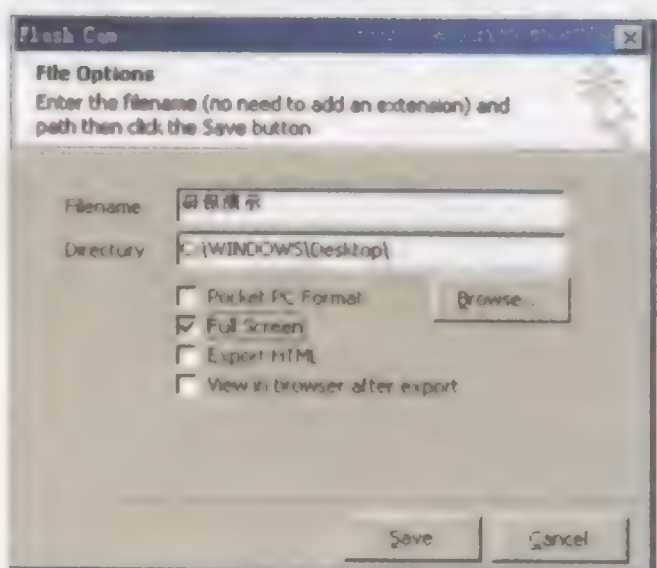 Flash Cam
File Options
Enter the filename (no need to add an extension) and
path then click the Save button
Filename
演示
Directory
C:\WINDOWS\Desktop\
Pocket PC Format
Browse...
Full Screen
Export HTML
View in browser after export
Save
Cancel